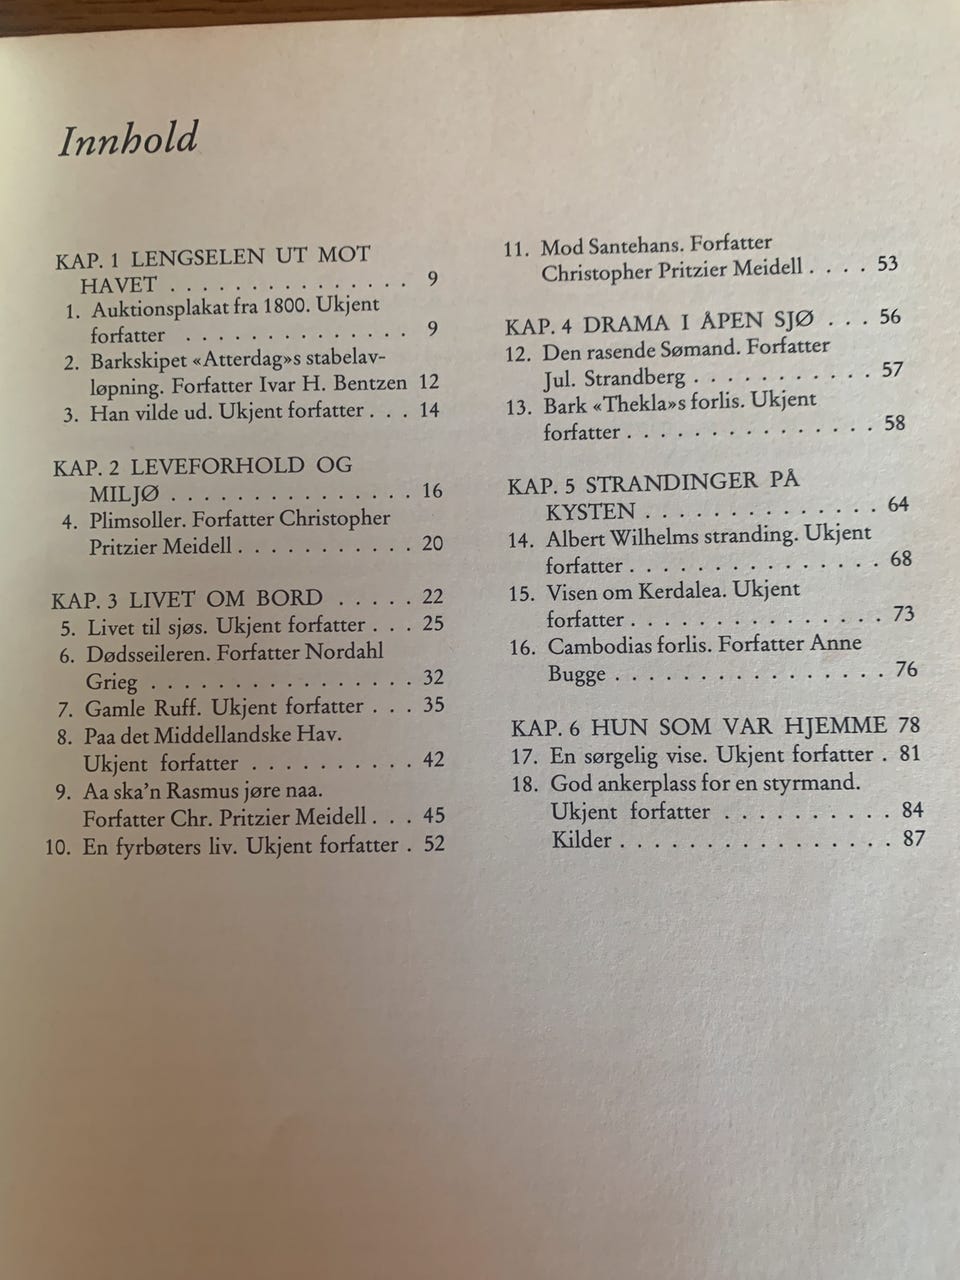 Innhold
KAP. 1 LENGSELEN UT MOT
HAVET . . . . . . . . . . . . . . . 9
1. Auktionsplakat fra 1800. Ukjent
forfatter . . . . . . . . . . . . . 9
2. Barkskipet «Atterdag»s stabelav-
løpning. Forfatter Ivar H. Bentzen 12
3. Han vilde ud. Ukjent forfatter . . . 14
KAP. 2 LEVEFORHOLD OG
MILJØ . . . . . . . . . . . . . . . 16
4. Plimsoller. Forfatter Christopher
Pritzier Meidell . . . . . . . . . . . 20
KAP. 3 LIVET OM BORD . . . . . 22
5. Livet til sjøs. Ukjent forfatter . . . 25
6. Dødsseileren. Forfatter Nordahl
Grieg . . . . . . . . . . . . . . . . 32
7. Gamle Ruff. Ukjent forfatter . . . 35
8. Paa det Middellandske Hav.
Ukjent forfatter . . . . . . . . . . 42
9. Aa ska'n Rasmus jøre naa.
Forfatter Chr. Pritzier Meidell . . . 45
10. En fyrbøters liv. Ukjent forfatter . 52
11. Mod Santehans. Forfatter
Christopher Pritzier Meidell . . . . 53
KAP. 4 DRAMA I ÅPEN SJØ . . . 56
12. Den rasende Sømand. Forfatter
Jul. Strandberg . . . . . . . . . . . 57
13. Bark «Thekla»s forlis. Ukjent
forfatter . . . . . . . . . . . . . . . 58
KAP. 5 STRANDINGER PÅ
KYSTEN . . . . . . . . . . . . . . 64
14. Albert Wilhelms stranding. Ukjent
forfatter . . . . . . . . . . . . . . . 68
15. Visen om Kerdalea. Ukjent
forfatter . . . . . . . . . . . . . . . 73
16. Cambodias forlis. Forfatter Anne
Bugge . . . . . . . . . . . . . . . . 76
KAP. 6 HUN SOM VAR HJEMME 78
17. En sørgelig vise. Ukjent forfatter . 81
18. God ankerplass for en styrmand.
Ukjent forfatter . . . . . . . . . . 84
Kilder . . . . . . . . . . . . . . . . 87